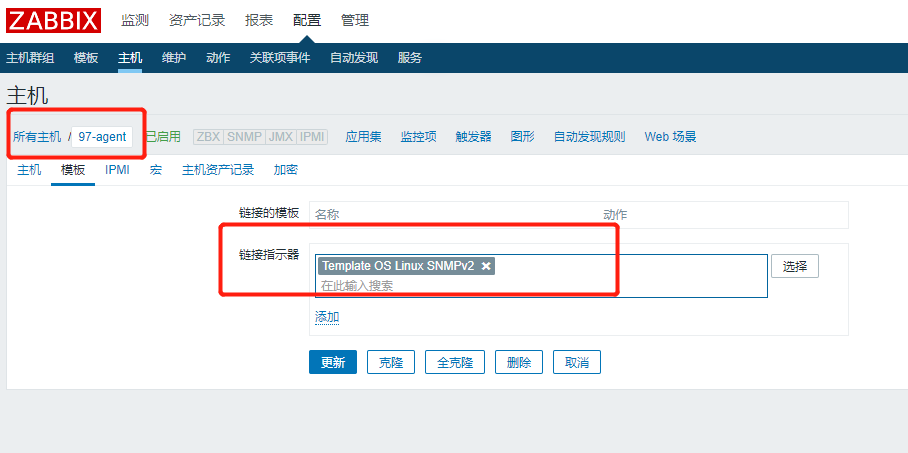 ZABBIX 监测 资产记录 报表 配置 管理
主机群组 模板 主机 维护 动作 关联项事件 自动发现 服务
主机
所有主机 / 97-agent 已启用 ZBX SNMP JMX IPMI 应用集 监控项 触发器 图形 自动发现规则 Web 场景
主机 模板 IPMI 宏 主机资产记录 加密
链接的模板 名称 动作
链接指示器 Template OS Linux SNMPv2 ✖ 选择
在此输入搜索
添加
更新 克隆 全克隆 删除 取消